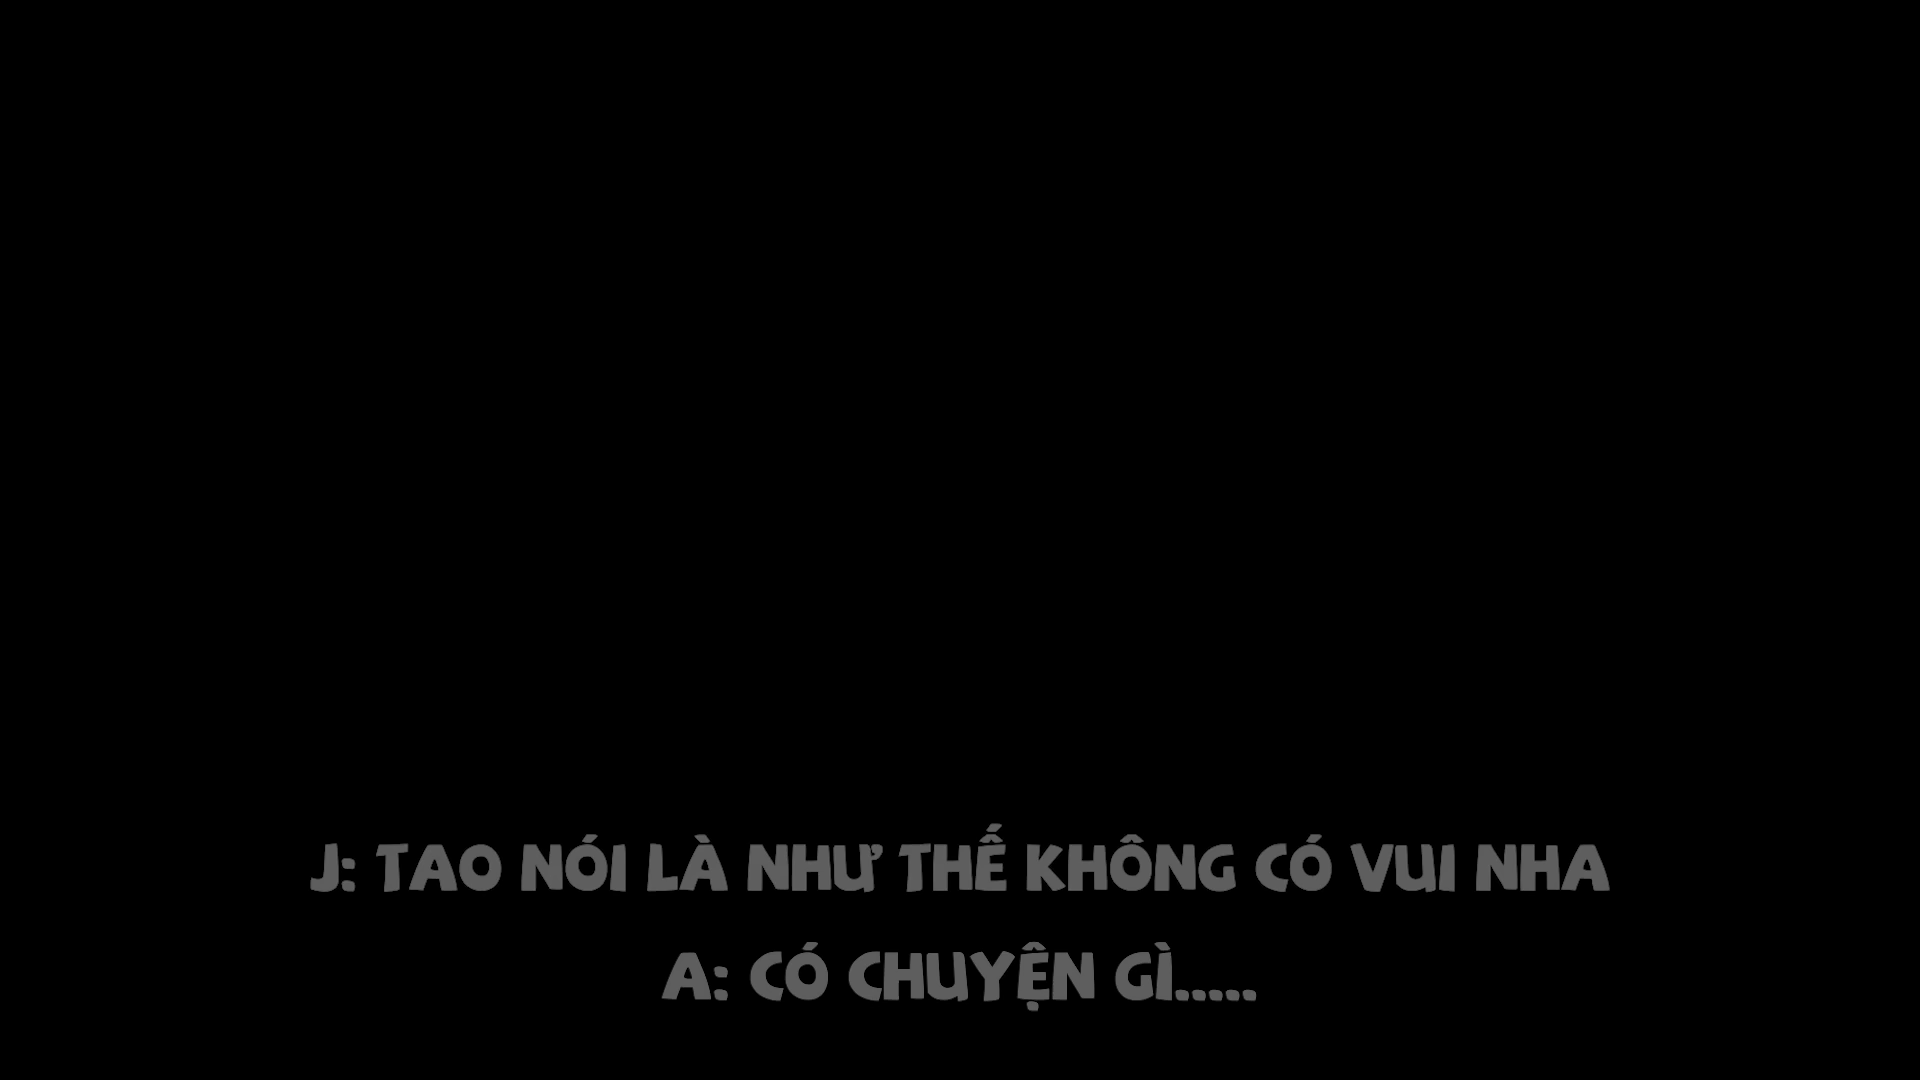 J: TAO NÓI LÀ NHƯ THẾ KHÔNG CÓ VUI NHA
A: CÓ CHUYỆN GÌ.....